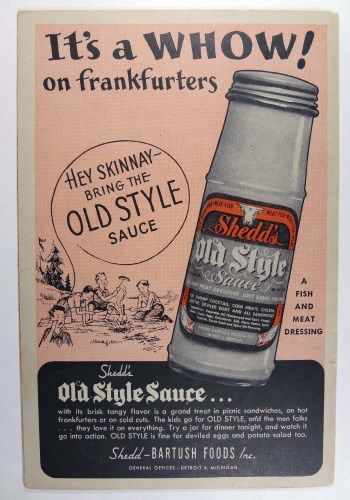 It's a WHOW!
on frankfurters
HEY SKINNAY-
BRING THE
OLD STYLE
SAUCE
MEAT-FISH
Shedd's
Old Style
Sauce
A
FISH
AND
MEAT
DRESSING
Shedd's
Old Style Sauce...
with its brisk tangy flavor is a grand treat in picnic sandwiches, on hot
frankfurters or on cold cuts. The kids go for OLD STYLE, and the men folks
. . . they love it on everything. Try a jar for dinner tonight, and watch it
go into action. OLD STYLE is fine for deviled eggs and potato salad too.
Shedd-BARTUSH FOODS Inc.
GENERAL OFFICES - DETROIT 6, MICHIGAN